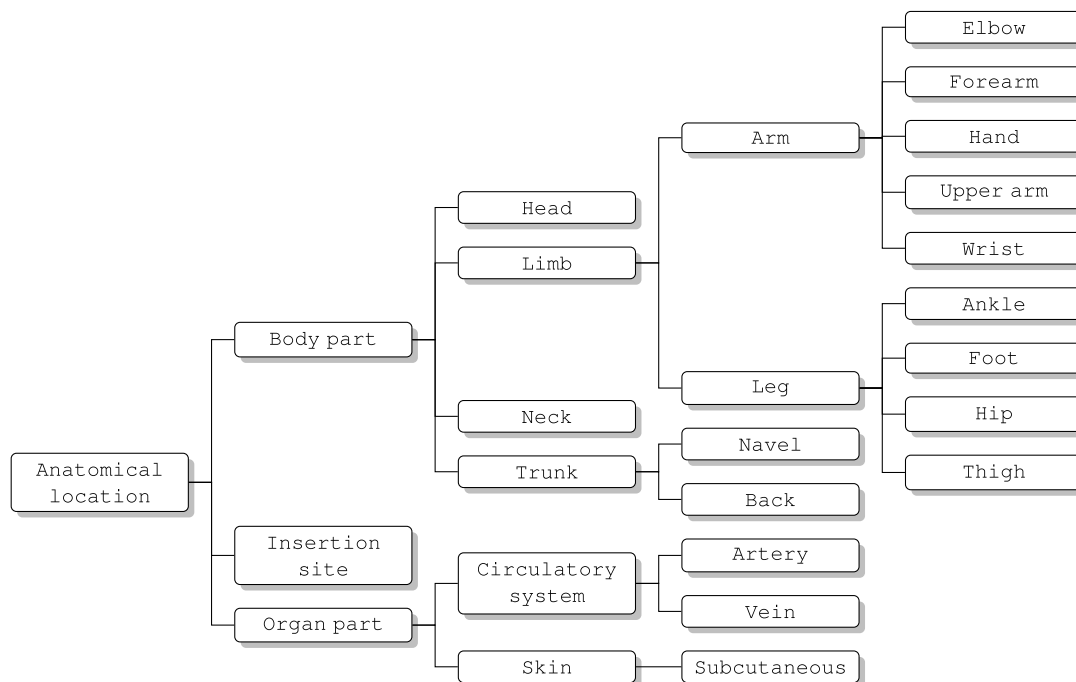 Elbow
Forearm
Arm
Hand
Upper arm
Head
Wrist
Limb
Ankle
Body part
Foot
Leg
Neck
Hip
Navel
Anatomical
location
Trunk
Thigh
Back
Insertion
site
Circulatory
system
Artery
Organ part
Vein
Skin
Subcutaneous